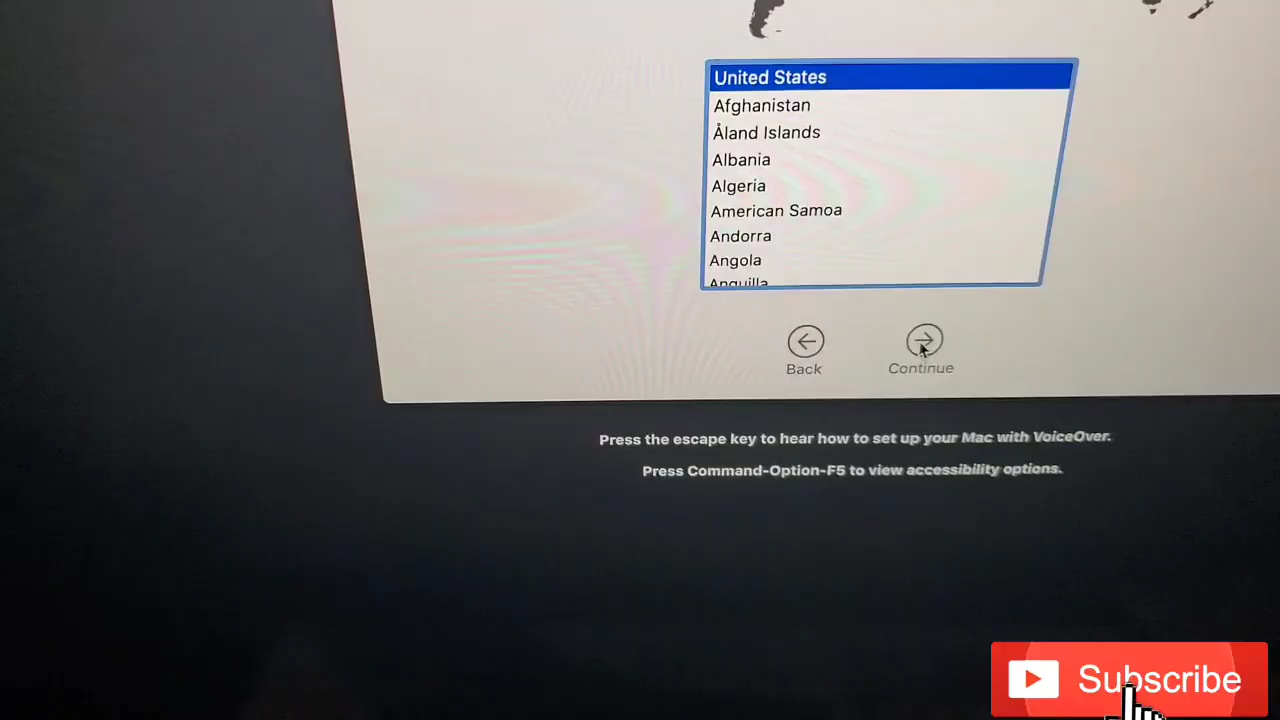 United States
Afghanistan
Åland Islands
Albania
Algeria
American Samoa
Andorra
Angola
Anguilla
Back
Continue
Press the escape key to hear how to set up your Mac with VoiceOver.
Press Command-Option-F5 to view accessibility options.
Subscribe